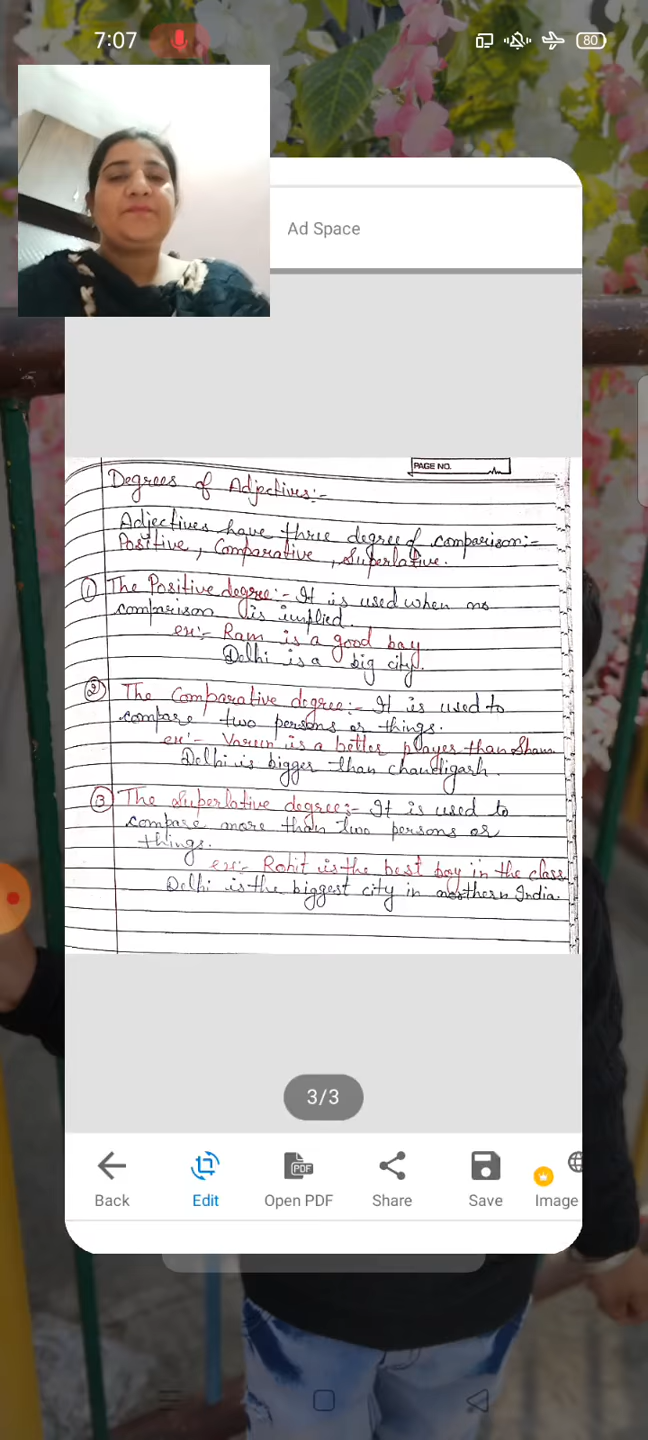 7:07
80
Ad Space
PAGE NO.
Degrees of Adjectives:-
Adjectives have three degree of comparison:-
Positive, Comparative, Superlative.
① The Positive degree:- It is used when no
comparison is implied.
ex:- Ram is a good boy
Delhi is a big city.
② The Comparative degree:- It is used to
compare two persons or things.
ex:- Varun is a better player than Sham
Delhi is bigger than chandigarh.
③ The Superlative degree:- It is used to
compare more than two persons or
things.
ex:- Rohit is the best boy in the class
Delhi is the biggest city in northern India.
3/3
Back Edit Open PDF Share Save Image
PDF